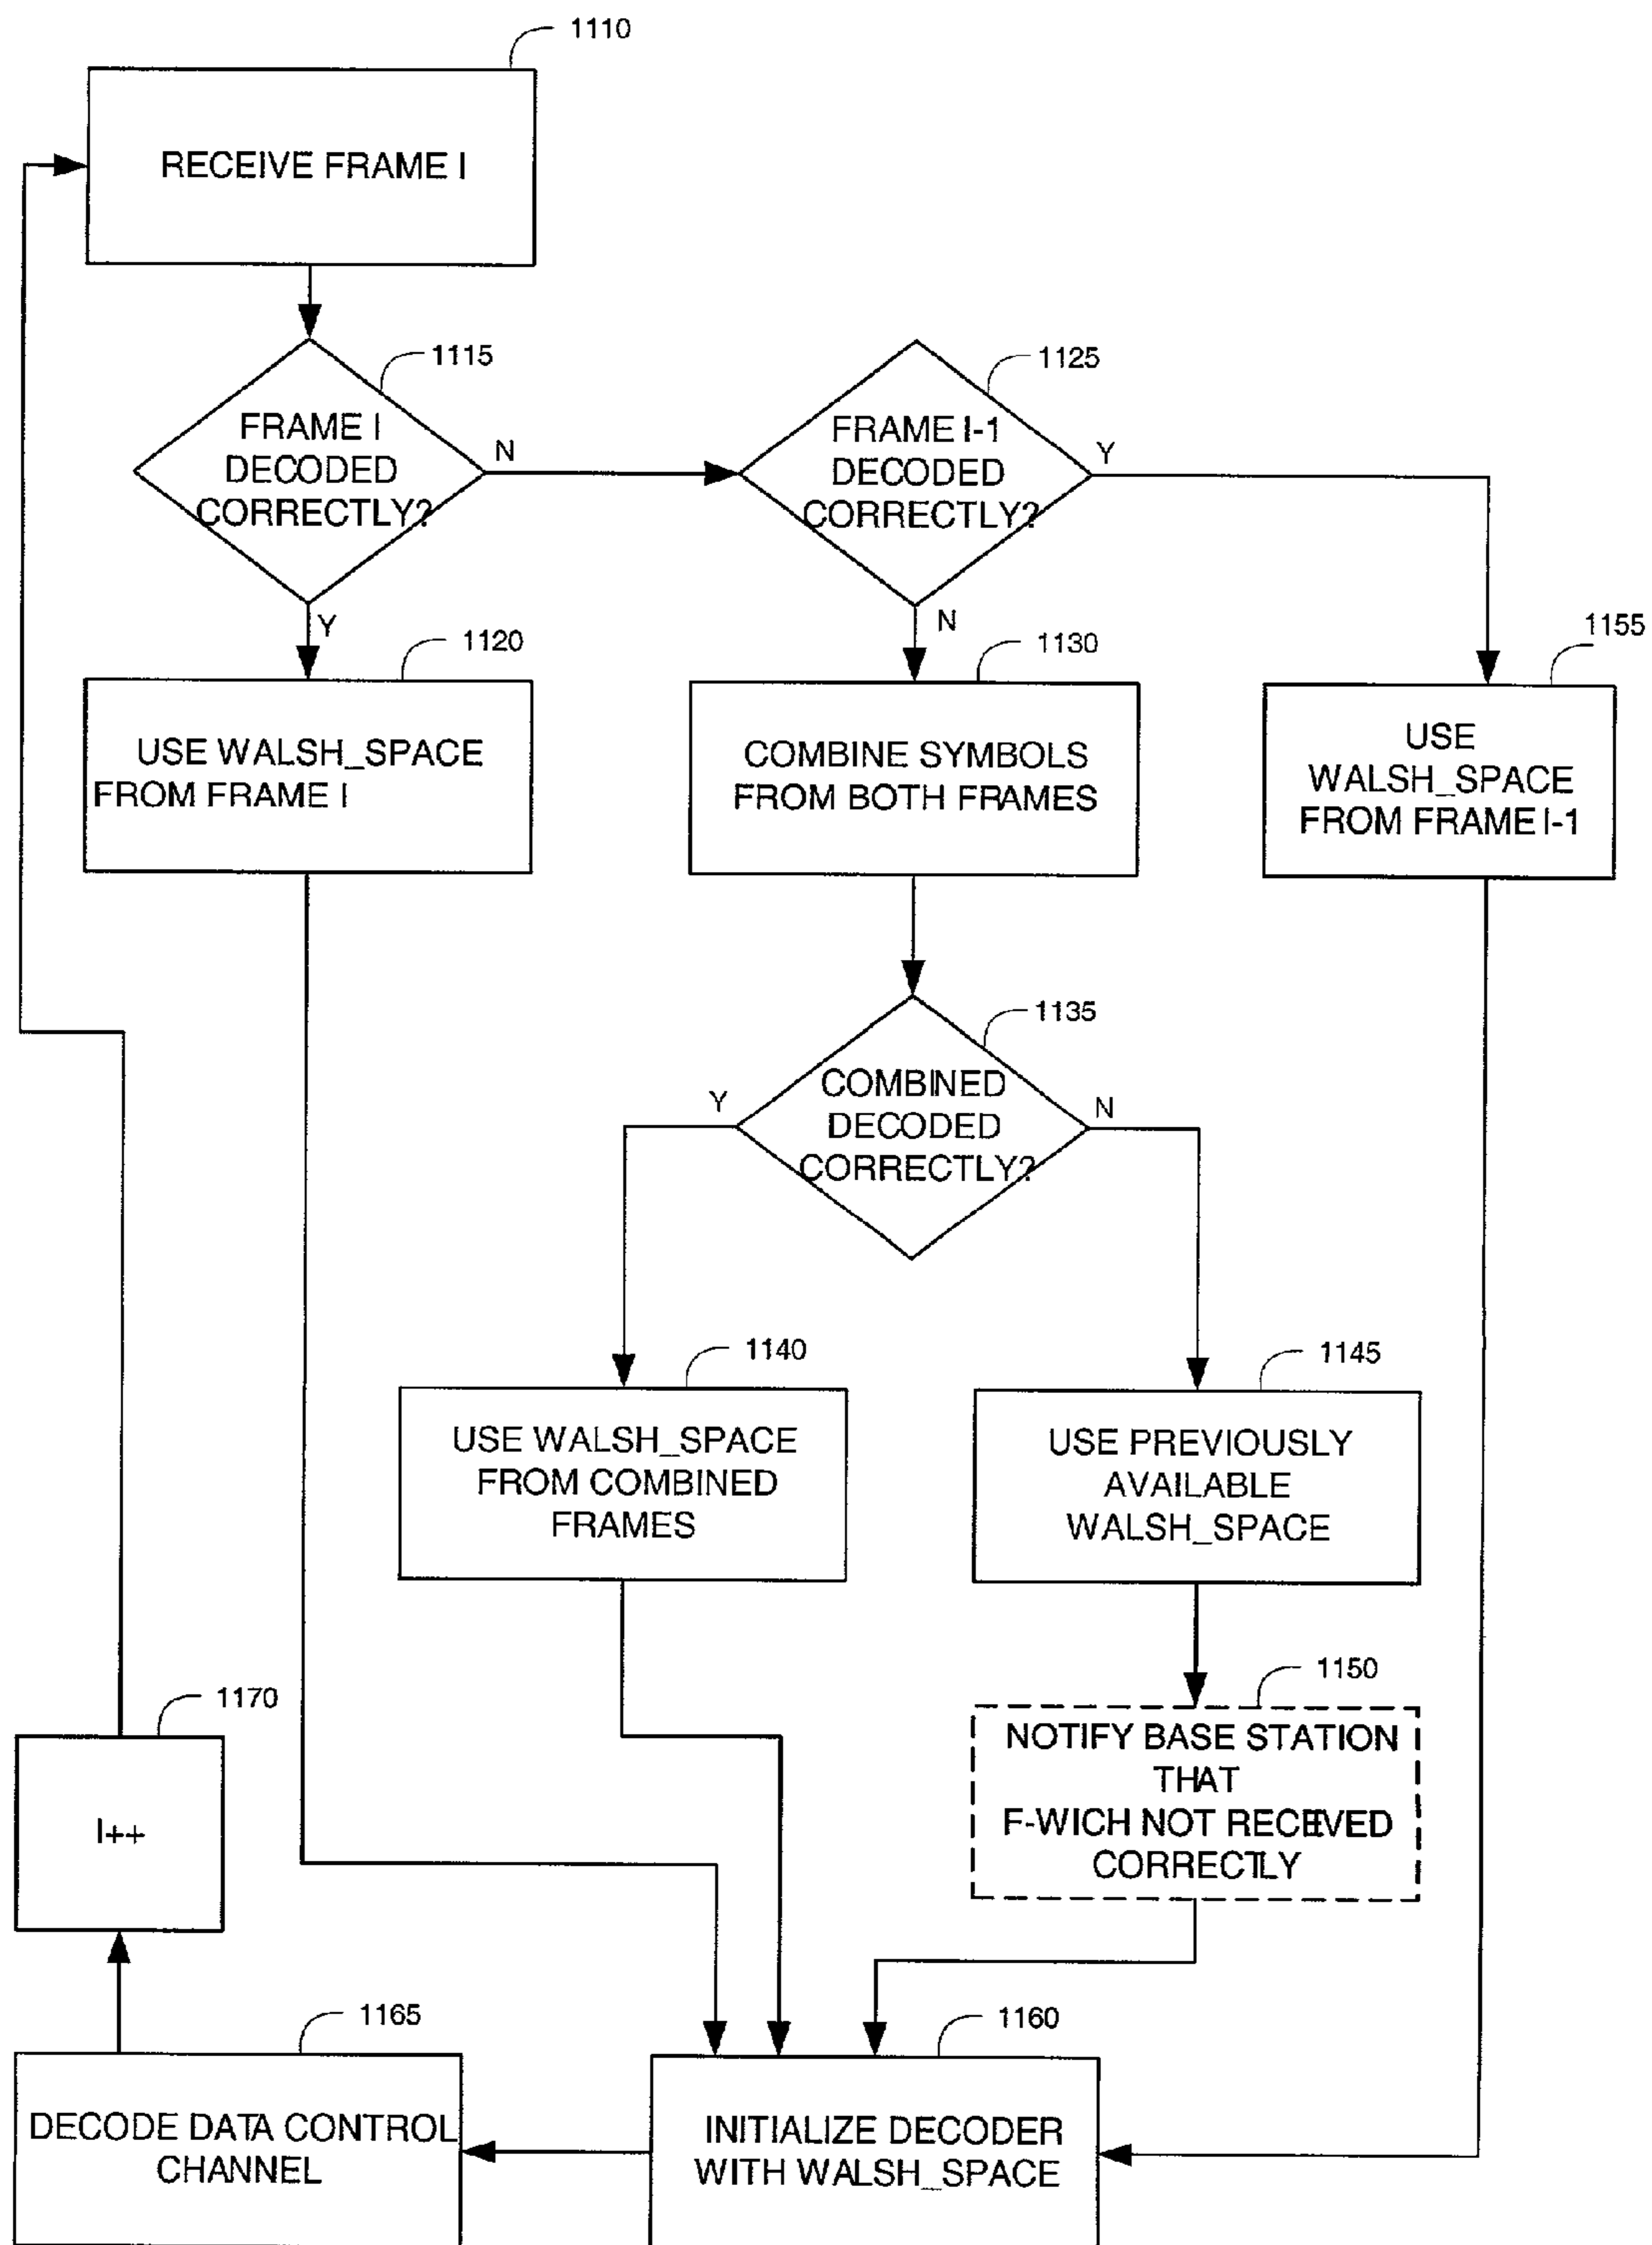 1110
RECEIVE FRAME I
1115
FRAME I
DECODED
CORRECTLY?
N
Y
1125
FRAME I-1
DECODED
CORRECTLY?
Y
N
1120
USE WALSH_SPACE
FROM FRAME I
1130
COMBINE SYMBOLS
FROM BOTH FRAMES
1155
USE
WALSH_SPACE
FROM FRAME I-1
1135
COMBINED
DECODED
CORRECTLY?
Y
N
1140
USE WALSH_SPACE
FROM COMBINED
FRAMES
1145
USE PREVIOUSLY
AVAILABLE
WALSH_SPACE
1150
NOTIFY BASE STATION
THAT
F-WICH NOT RECEIVED
CORRECTLY
1170
I++
1165
DECODE DATA CONTROL
CHANNEL
1160
INITIALIZE DECODER
WITH WALSH_SPACE